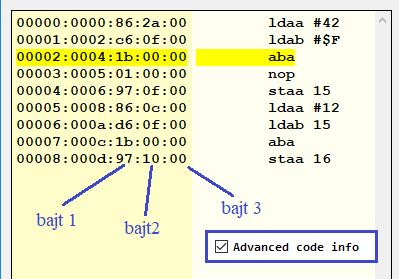 00000:0000:86:2a:00 ldaa #42
00001:0002:c6:0f:00 ldab #$F
00002:0004:1b:00:00 aba
00003:0005:01:00:00 nop
00004:0006:97:0f:00 staa 15
00005:0008:86:0c:00 ldaa #12
00006:000a:d6:0f:00 ldab 15
00007:000c:1b:00:00 aba
00008:000d:97:10:00 staa 16
bajt 1 bajt2 bajt 3
Advanced code info